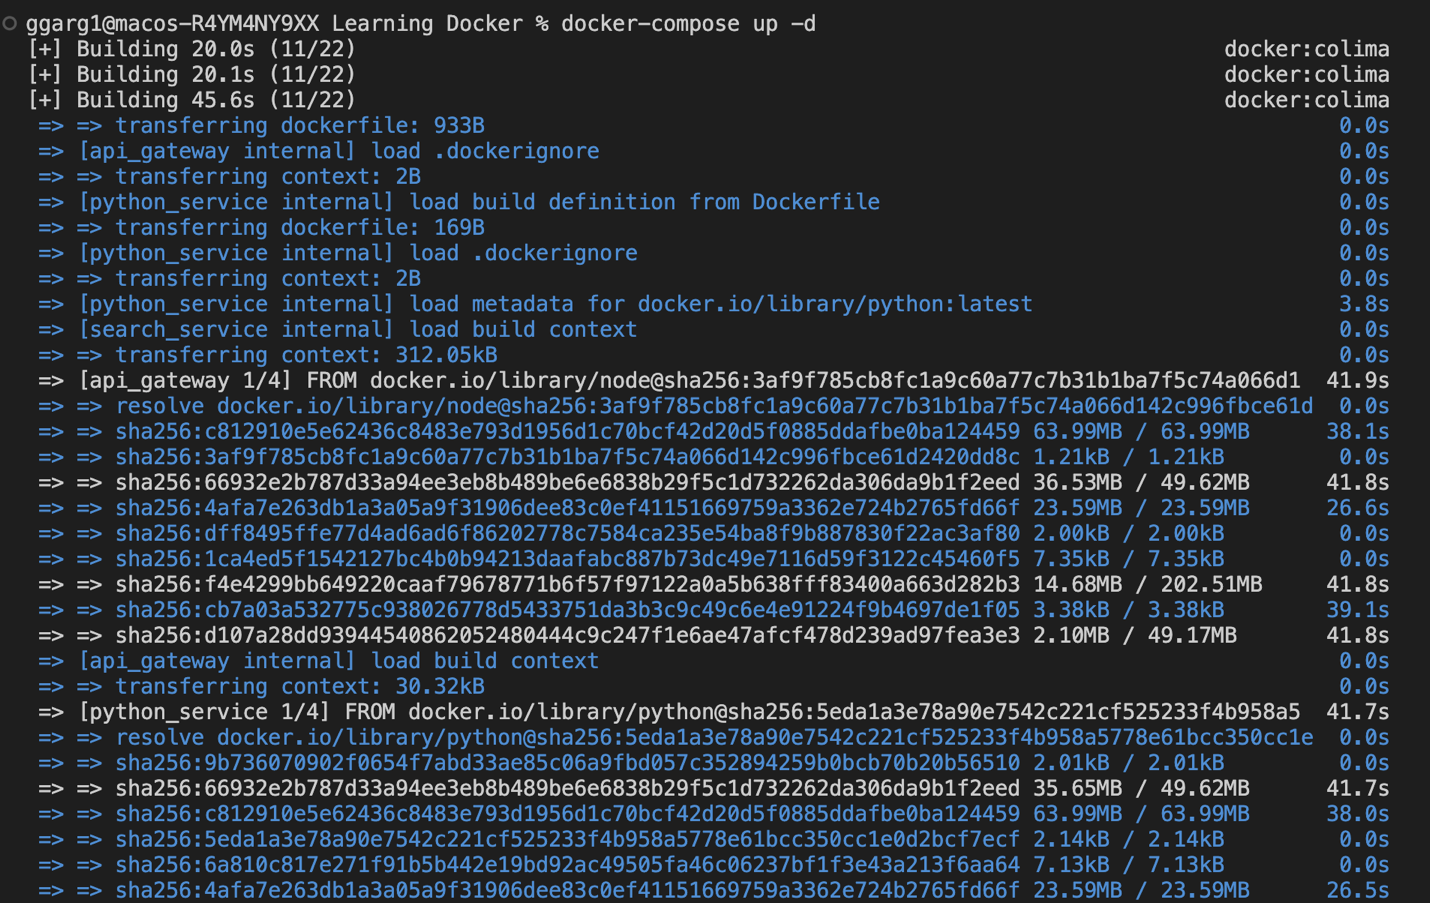 ggarg1@macos-R4YM4NY9XX Learning Docker % docker-compose up -d
[+] Building 20.0s (11/22) docker:colima
[+] Building 20.1s (11/22) docker:colima
[+] Building 45.6s (11/22) docker:colima
=> => transferring dockerfile: 933B 0.0s
=> [api_gateway internal] load .dockerignore 0.0s
=> => transferring context: 2B 0.0s
=> [python_service internal] load build definition from Dockerfile 0.0s
=> => transferring dockerfile: 169B 0.0s
=> [python_service internal] load .dockerignore 0.0s
=> => transferring context: 2B 0.0s
=> [python_service internal] load metadata for docker.io/library/python:latest 3.8s
=> [search_service internal] load build context 0.0s
=> => transferring context: 312.05kB 0.0s
=> [api_gateway 1/4] FROM docker.io/library/node@sha256:3af9f785cb8fc1a9c60a77c7b31b1ba7f5c74a066d1 41.9s
=> => resolve docker.io/library/node@sha256:3af9f785cb8fc1a9c60a77c7b31b1ba7f5c74a066d142c996fbce61d 0.0s
=> => sha256:c812910e5e62436c8483e793d1956d1c70bcf42d20d5f0885ddafbe0ba124459 63.99MB / 63.99MB 38.1s
=> => sha256:3af9f785cb8fc1a9c60a77c7b31b1ba7f5c74a066d142c996fbce61d2420dd8c 1.21kB / 1.21kB 0.0s
=> => sha256:66932e2b787d33a94ee3eb8b489be6e6838b29f5c1d732262da306da9b1f2eed 36.53MB / 49.62MB 41.8s
=> => sha256:4afa7e263db1a3a05a9f31906dee83c0ef41151669759a3362e724b2765fd66f 23.59MB / 23.59MB 26.6s
=> => sha256:dff8495ffe77d4ad6ad6f86202778c7584ca235e54ba8f9b887830f22ac3af80 2.00kB / 2.00kB 0.0s
=> => sha256:1ca4ed5f1542127bc4b0b94213daafabc887b73dc49e7116d59f3122c45460f5 7.35kB / 7.35kB 0.0s
=> => sha256:f4e4299bb649220caaf79678771b6f57f97122a0a5b638fff83400a663d282b3 14.68MB / 202.51MB 41.8s
=> => sha256:cb7a03a532775c938026778d5433751da3b3c9c49c6e4e91224f9b4697de1f05 3.38kB / 3.38kB 39.1s
=> => sha256:d107a28dd93944540862052480444c9c247f1e6ae47afcf478d239ad97fea3e3 2.10MB / 49.17MB 41.8s
=> [api_gateway internal] load build context 0.0s
=> => transferring context: 30.32kB 0.0s
=> [python_service 1/4] FROM docker.io/library/python@sha256:5eda1a3e78a90e7542c221cf525233f4b958a5 41.7s
=> => resolve docker.io/library/python@sha256:5eda1a3e78a90e7542c221cf525233f4b958a5778e61bcc350cc1e 0.0s
=> => sha256:9b736070902f0654f7abd33ae85c06a9fbd057c352894259b0bcb70b20b56510 2.01kB / 2.01kB 0.0s
=> => sha256:66932e2b787d33a94ee3eb8b489be6e6838b29f5c1d732262da306da9b1f2eed 35.65MB / 49.62MB 41.7s
=> => sha256:c812910e5e62436c8483e793d1956d1c70bcf42d20d5f0885ddafbe0ba124459 63.99MB / 63.99MB 38.0s
=> => sha256:5eda1a3e78a90e7542c221cf525233f4b958a5778e61bcc350cc1e0d2bcf7ecf 2.14kB / 2.14kB 0.0s
=> => sha256:6a810c817e271f91b5b442e19bd92ac49505fa46c06237bf1f3e43a213f6aa64 7.13kB / 7.13kB 0.0s
=> => sha256:4afa7e263db1a3a05a9f31906dee83c0ef41151669759a3362e724b2765fd66f 23.59MB / 23.59MB 26.5s